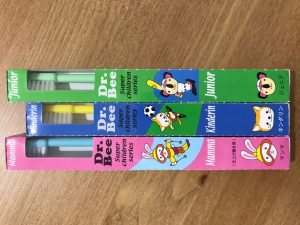 Junior
Dr.
Bee
Super
children
series
Junior
ジュニア
Kinderin
Dr.
Bee
Super
children
series
Kinderin
キンダリン
Mamma
Dr.
Bee
Super
children
series
Mamma
マンマ